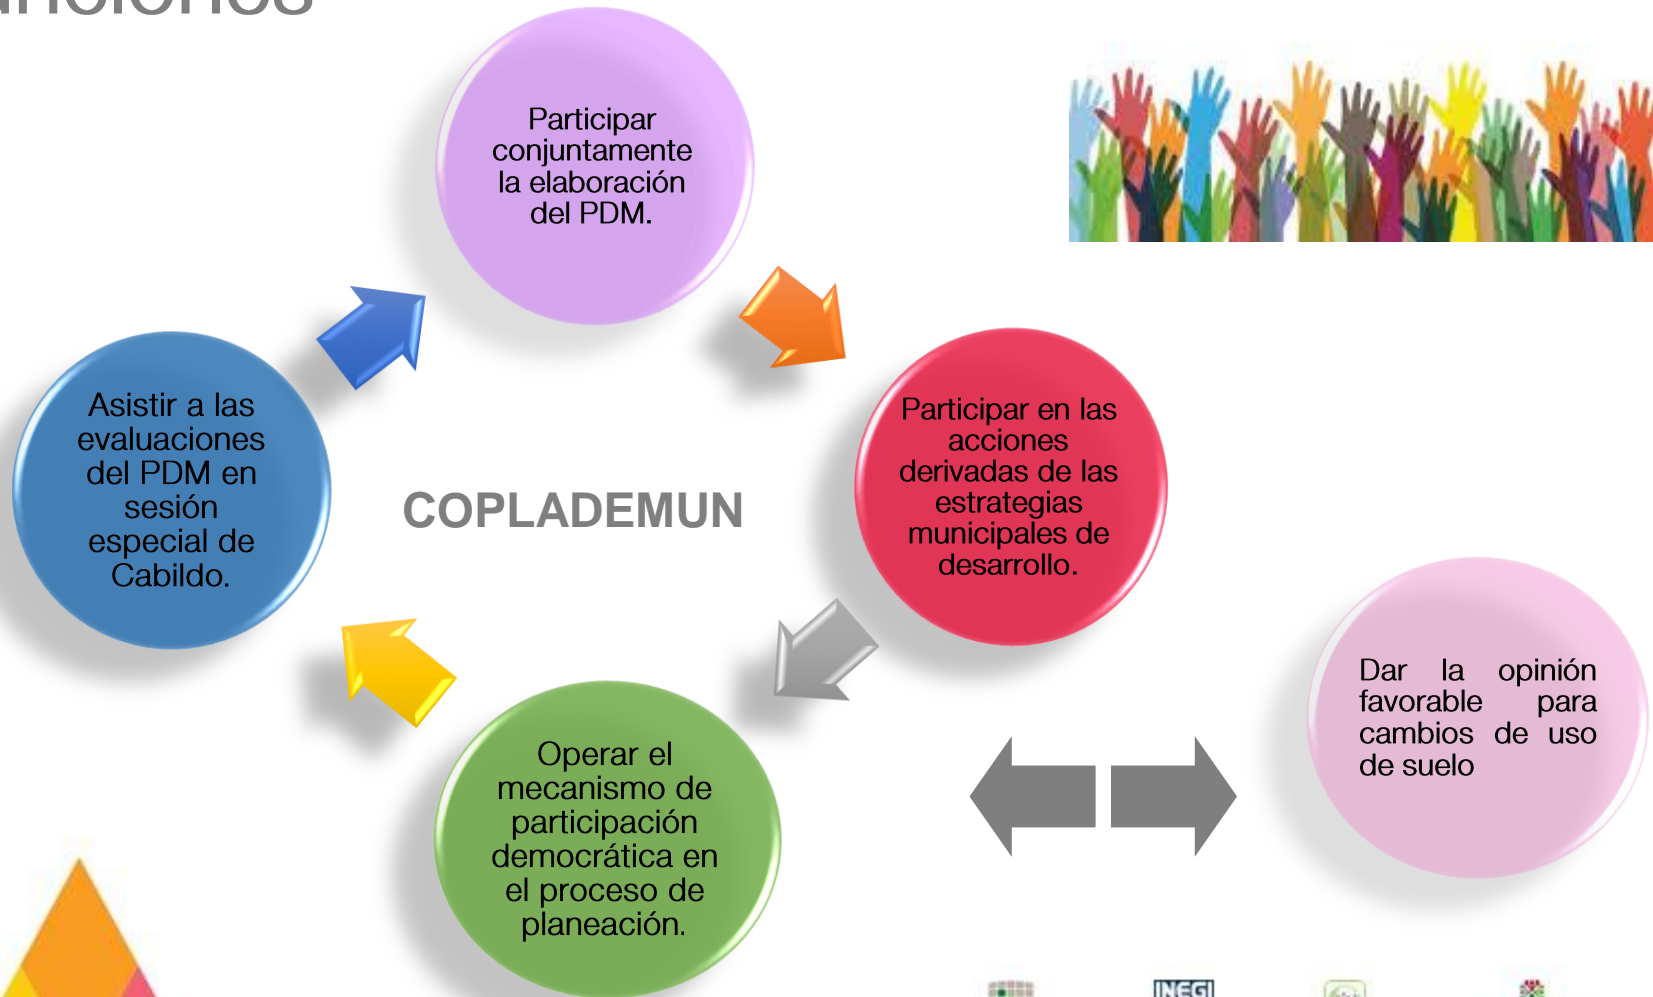 Participar
conjuntamente
la elaboración
del PDM.
Asistir a las
evaluaciones
del PDM en
sesión
especial de
Cabildo.
COPLADEMUN
Participar en las
acciones
derivadas de las
estrategias
municipales de
desarrollo.
Operar el
mecanismo de
participación
democrática en
el proceso de
planeación.
Dar la opinión
favorable para
cambios de uso
de suelo
INEGI